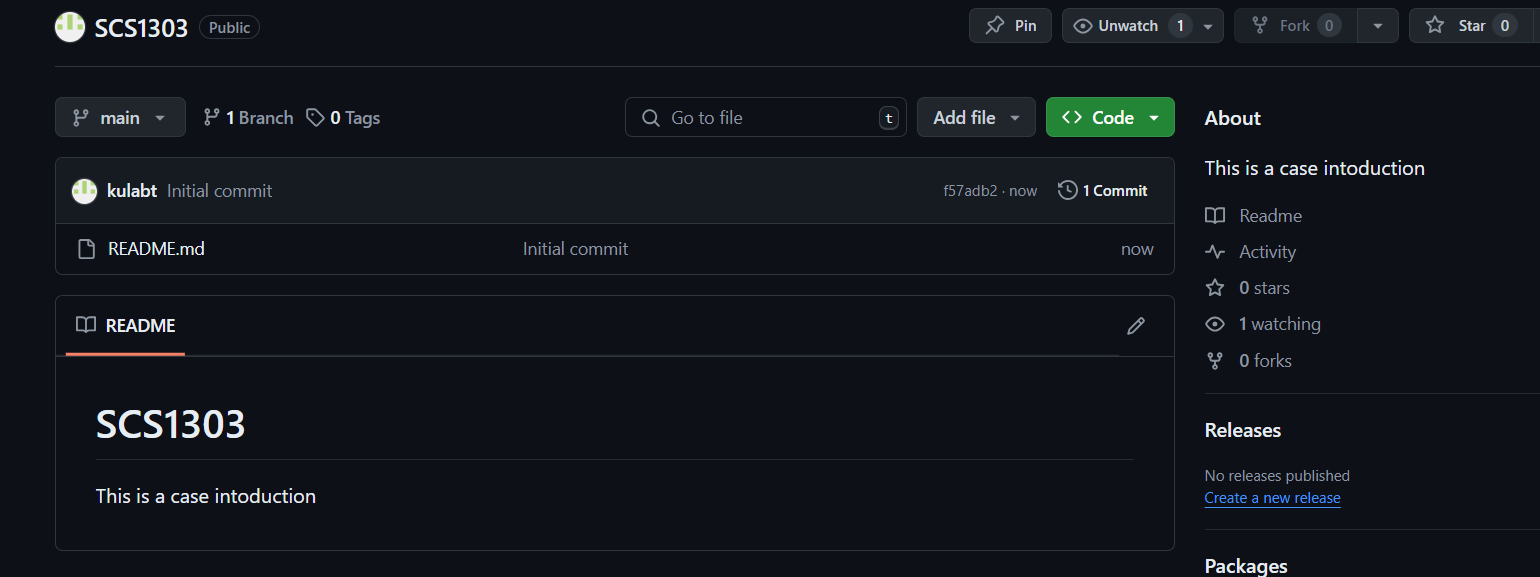 SCS1303 Public Pin Unwatch 1 Fork 0 Star 0
main 1 Branch 0 Tags Go to file t Add file Code
kulabt Initial commit f57adb2 · now 1 Commit
README.md Initial commit now
README
SCS1303
This is a case intoduction
About
This is a case intoduction
Readme
Activity
0 stars
1 watching
0 forks
Releases
No releases published
Create a new release
Packages